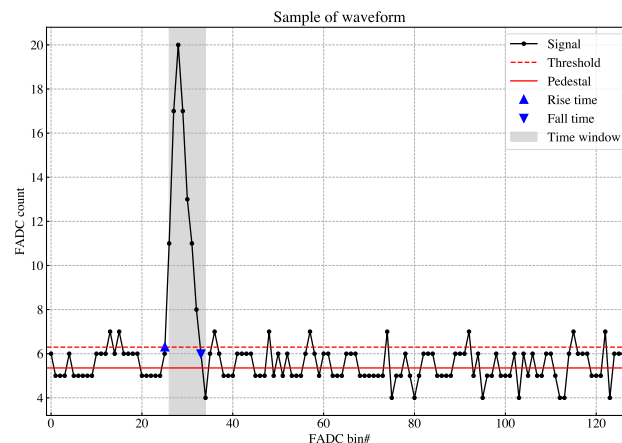 Sample of waveform
20
18
16
14
12
10
8
6
4
FADC count
Signal
Threshold
Pedestal
Rise time
Fall time
Time window
0 20 40 60 80 100 120
FADC bin#